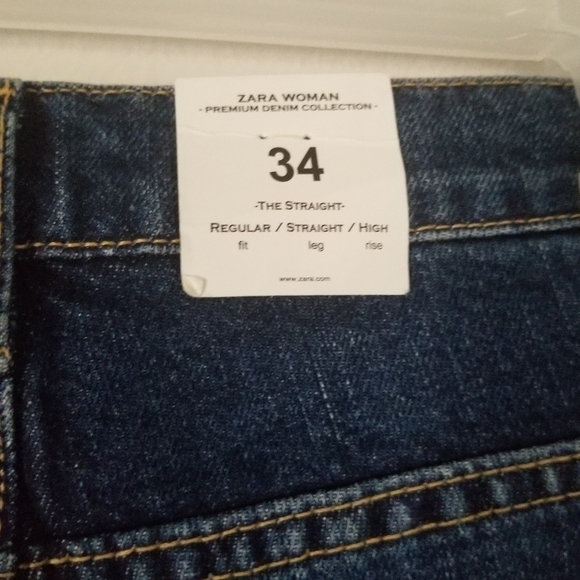 ZARA WOMAN
- PREMIUM DENIM COLLECTION -
34
-THE STRAIGHT-
REGULAR / STRAIGHT / HIGH
fit leg rise
www.zara.com